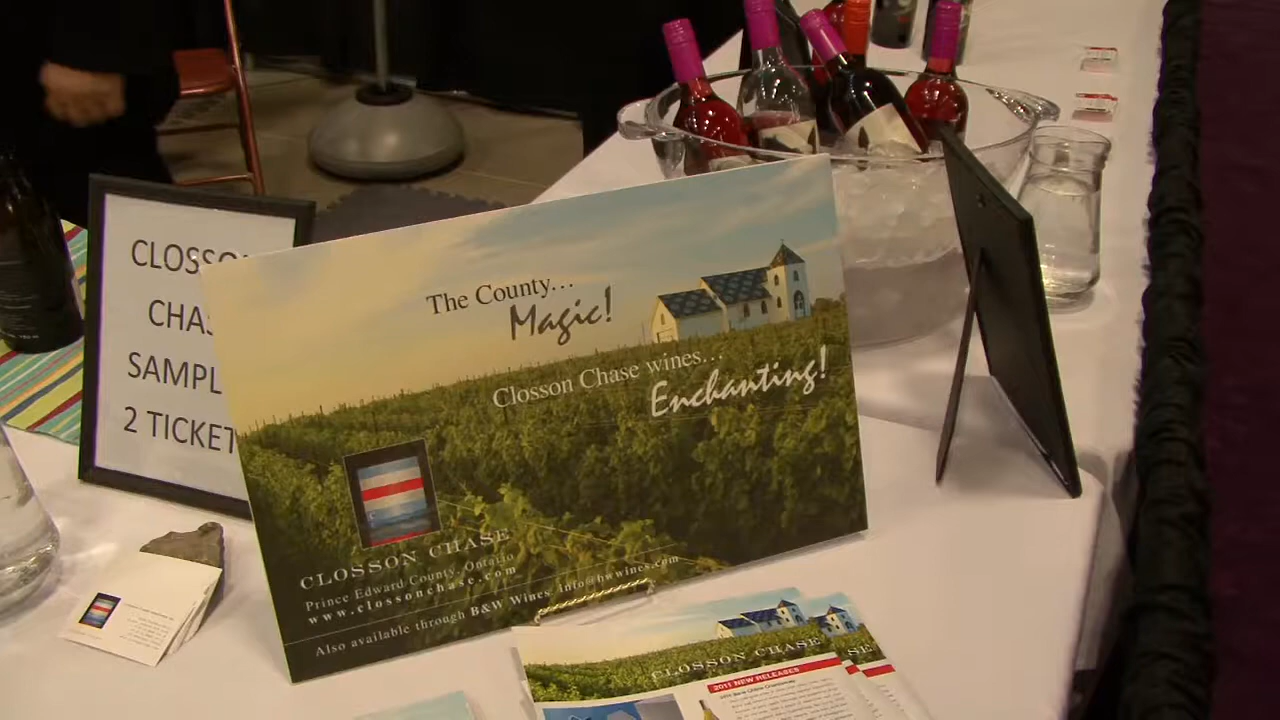 CLOSSO
CHAS
SAMPL
2 TICKET
The County...
Magic!
Closson Chase wines...
Enchanting!
CLOSSON CHASE
Prince Edward County, Ontario
www.clossonchase.com
Also available through B&W Wines info@bwwines.com
CLOSSON CHASE
SE
2011 NEW RELEASES